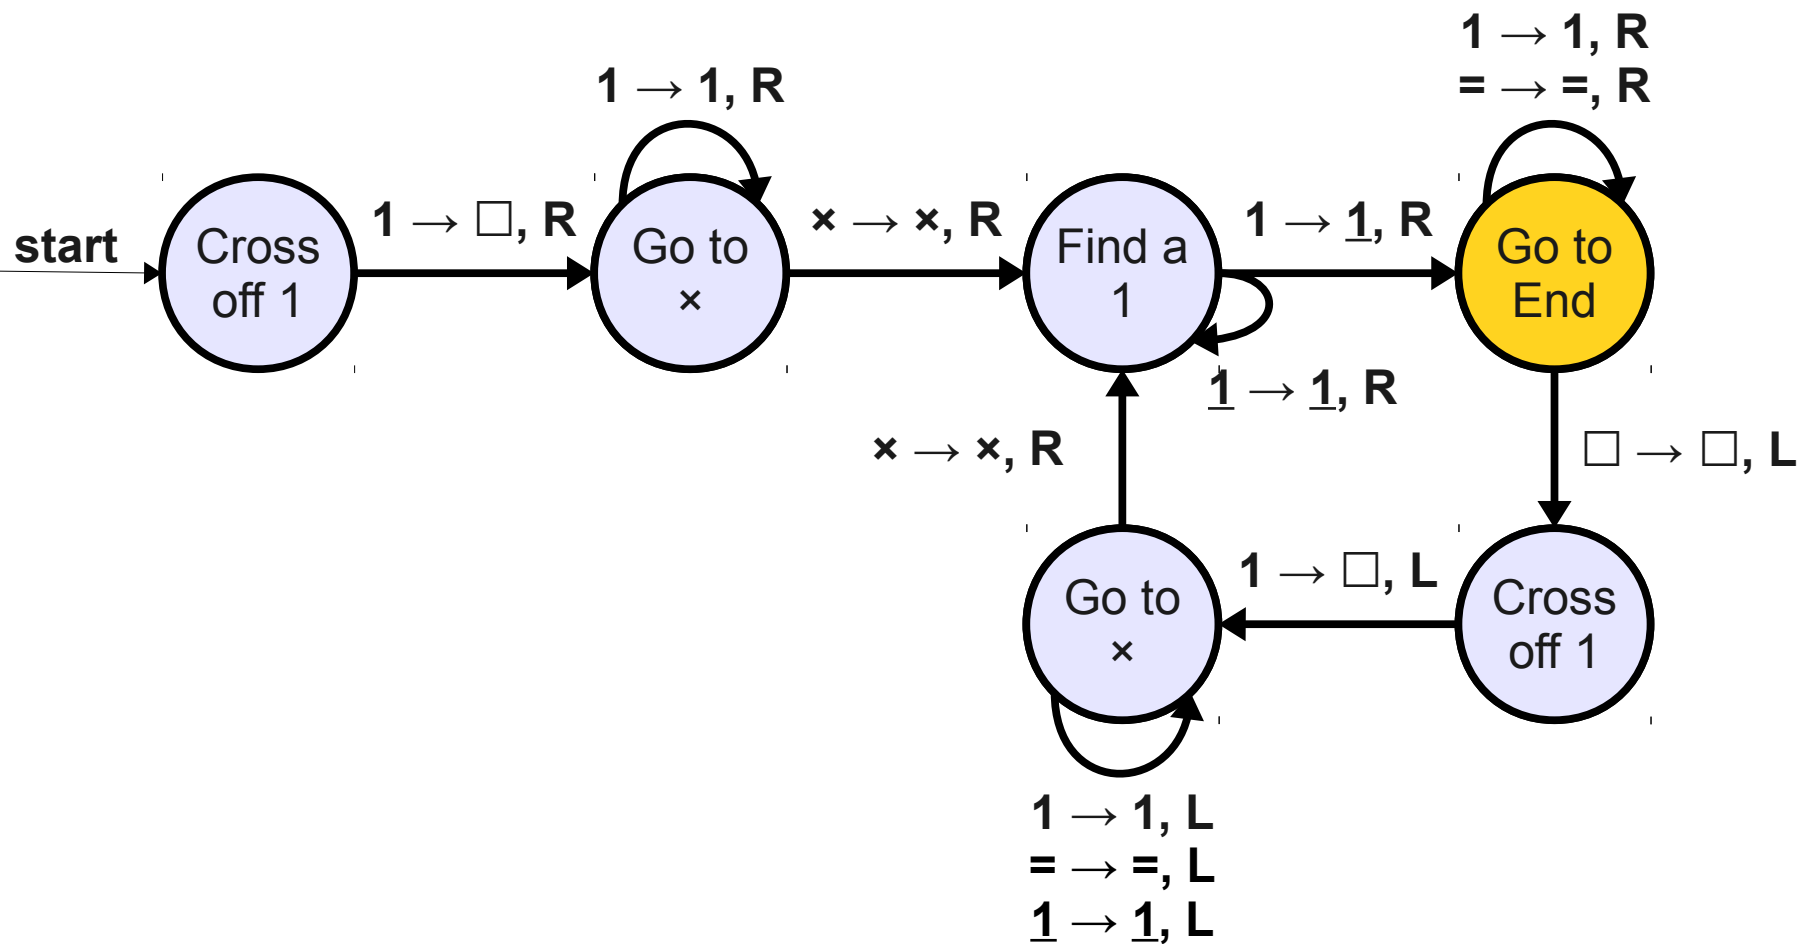 1 → 1, R
= → =, R
1 → 1, R
start
Cross
off 1
1 → □, R
Go to
×
× → ×, R
Find a
1
1 → 1̲, R
Go to
End
1̲ → 1̲, R
× → ×, R
□ → □, L
Go to
×
1 → □, L
Cross
off 1
1 → 1, L
= → =, L
1̲ → 1̲, L